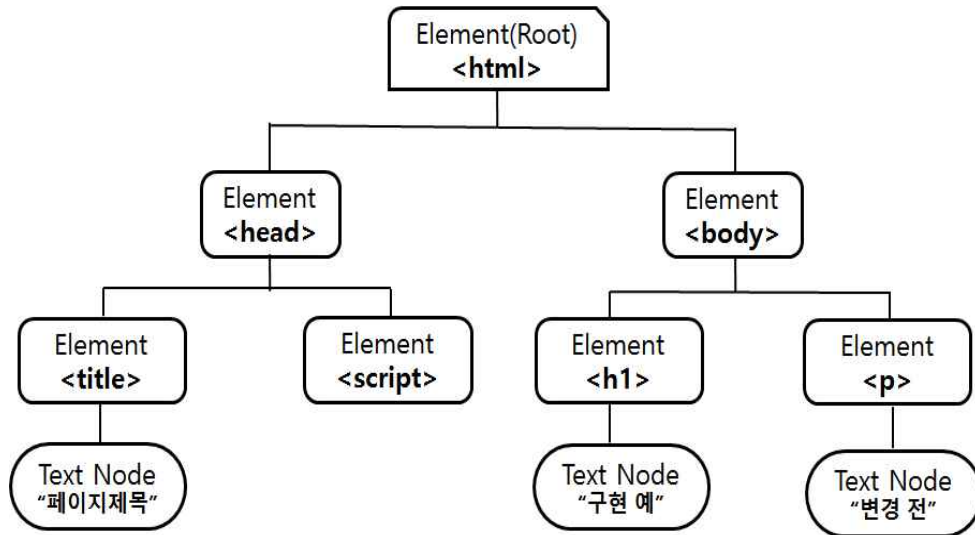 Element(Root)
<html>
Element
<head>
Element
<body>
Element
<title>
Element
<script>
Element
<h1>
Element
<p>
Text Node
“페이지제목”
Text Node
“구현 예”
Text Node
“변경 전”